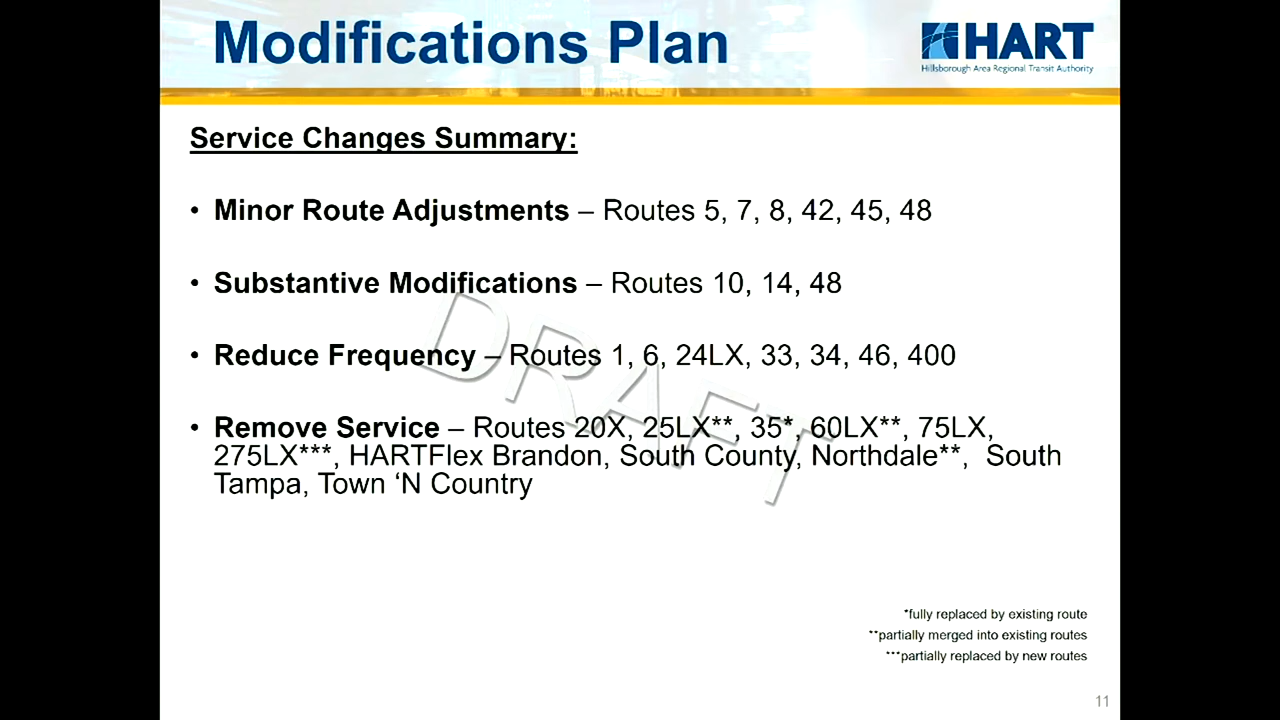 Modifications Plan
HART
Hillsborough Area Regional Transit Authority
Service Changes Summary:
• Minor Route Adjustments – Routes 5, 7, 8, 42, 45, 48
• Substantive Modifications – Routes 10, 14, 48
• Reduce Frequency – Routes 1, 6, 24LX, 33, 34, 46, 400
• Remove Service – Routes 20X, 25LX**, 35*, 60LX**, 75LX,
275LX***, HARTFlex Brandon, South County, Northdale**,  South
Tampa, Town ‘N Country
DRAFT
*fully replaced by existing route
**partially merged into existing routes
***partially replaced by new routes
11